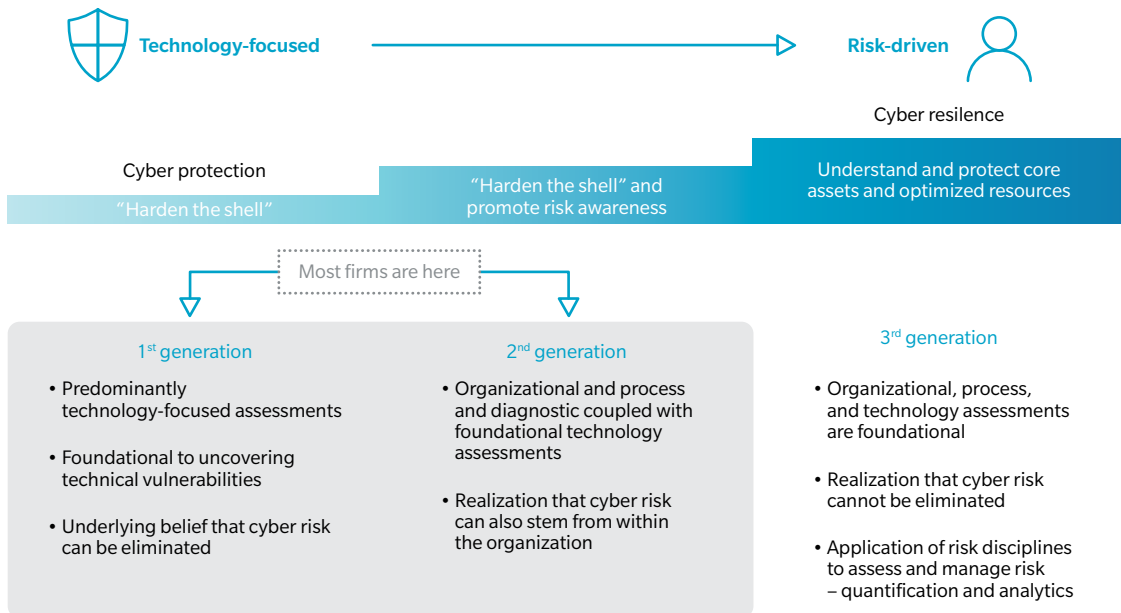 Technology-focused
Risk-driven
Cyber resilence
Cyber protection
"Harden the shell"
"Harden the shell" and
promote risk awareness
Understand and protect core
assets and optimized resources
Most firms are here
1st generation
• Predominantly
technology-focused assessments
• Foundational to uncovering
technical vulnerabilities
• Underlying belief that cyber risk
can be eliminated
2nd generation
• Organizational and process
and diagnostic coupled with
foundational technology
assessments
• Realization that cyber risk
can also stem from within
the organization
3rd generation
• Organizational, process,
and technology assessments
are foundational
• Realization that cyber risk
cannot be eliminated
• Application of risk disciplines
to assess and manage risk
– quantification and analytics